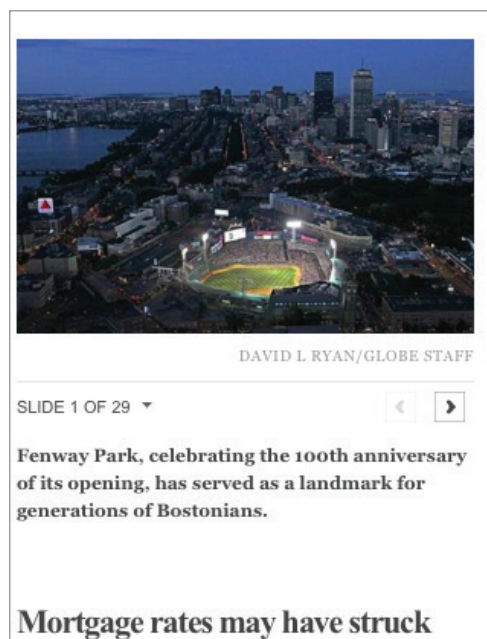 DAVID L RYAN/GLOBE STAFF
SLIDE 1 OF 29
Fenway Park, celebrating the 100th anniversary
of its opening, has served as a landmark for
generations of Bostonians.
Mortgage rates may have struck